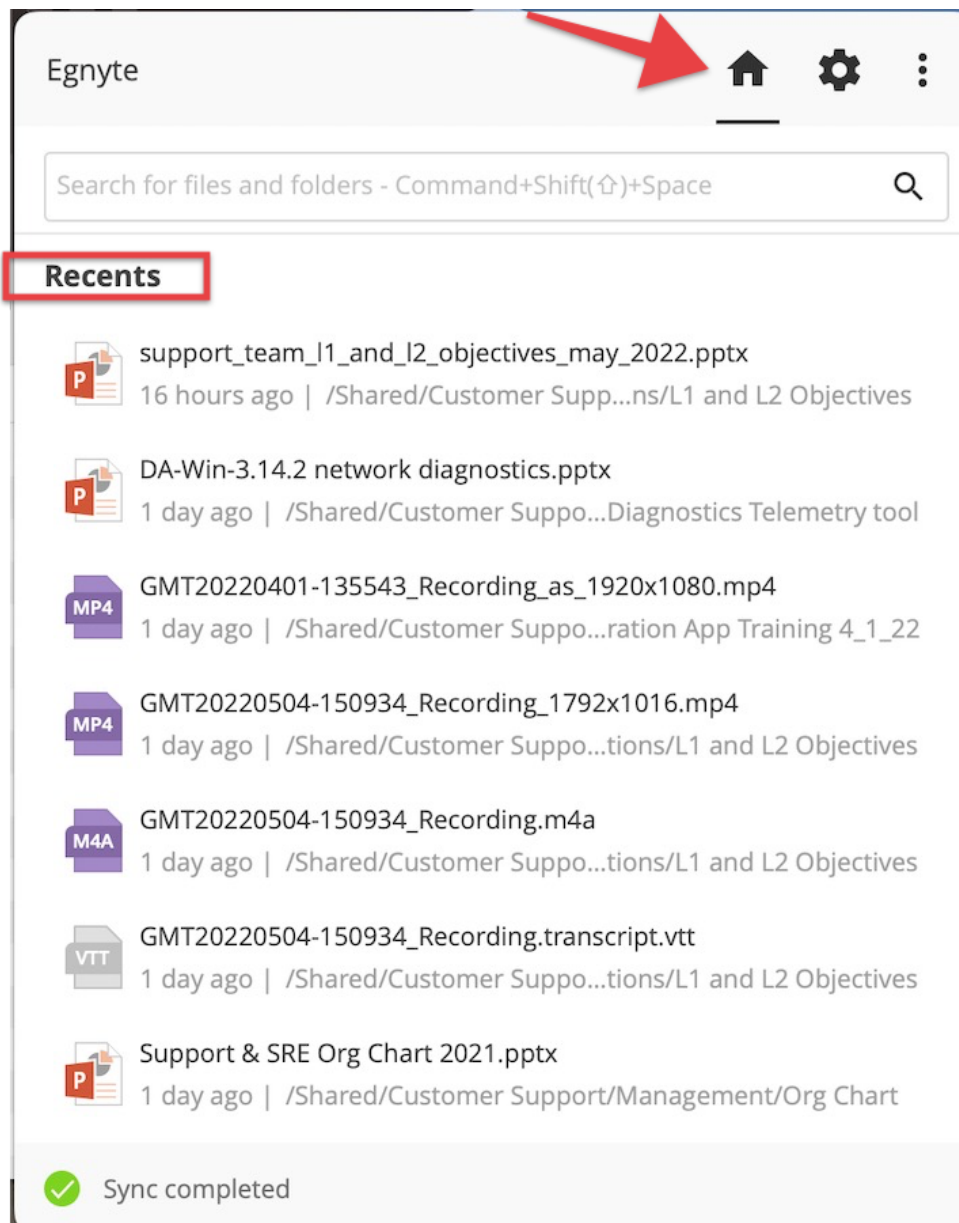 Egnyte
Search for files and folders - Command+Shift(⇧)+Space
Recents
support_team_l1_and_l2_objectives_may_2022.pptx
16 hours ago | /Shared/Customer Supp...ns/L1 and L2 Objectives
DA-Win-3.14.2 network diagnostics.pptx
1 day ago | /Shared/Customer Suppo...Diagnostics Telemetry tool
MP4
GMT20220401-135543_Recording_as_1920x1080.mp4
1 day ago | /Shared/Customer Suppo...ration App Training 4_1_22
MP4
GMT20220504-150934_Recording_1792x1016.mp4
1 day ago | /Shared/Customer Suppo...tions/L1 and L2 Objectives
M4A
GMT20220504-150934_Recording.m4a
1 day ago | /Shared/Customer Suppo...tions/L1 and L2 Objectives
VTT
GMT20220504-150934_Recording.transcript.vtt
1 day ago | /Shared/Customer Suppo...tions/L1 and L2 Objectives
Support & SRE Org Chart 2021.pptx
1 day ago | /Shared/Customer Support/Management/Org Chart
Sync completed